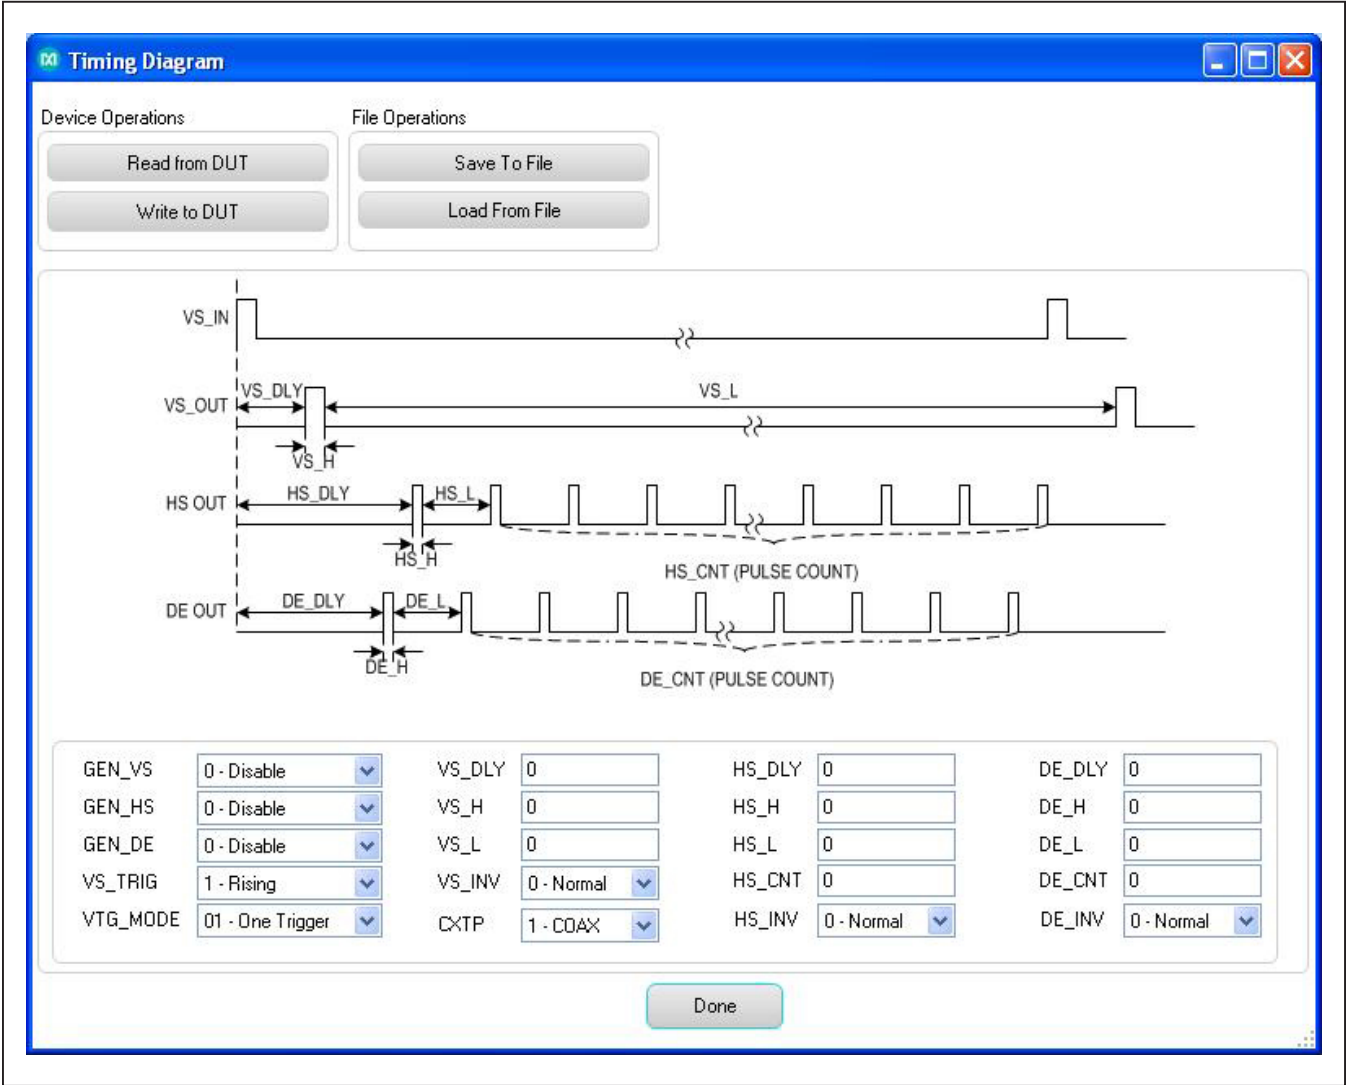 Timing Diagram
Device Operations
File Operations
Read from DUT
Save To File
Write to DUT
Load From File
VS_IN
VS_DLY
VS_L
VS_OUT
VS_H
HS_DLY
HS_L
HS OUT
HS_H
HS_CNT (PULSE COUNT)
DE_DLY
DE_L
DE OUT
DE_H
DE_CNT (PULSE COUNT)
GEN_VS 0 - Disable VS_DLY 0 HS_DLY 0 DE_DLY 0
GEN_HS 0 - Disable VS_H 0 HS_H 0 DE_H 0
GEN_DE 0 - Disable VS_L 0 HS_L 0 DE_L 0
VS_TRIG 1 - Rising VS_INV 0 - Normal HS_CNT 0 DE_CNT 0
VTG_MODE 01 - One Trigger CXTP 1 - COAX HS_INV 0 - Normal DE_INV 0 - Normal
Done